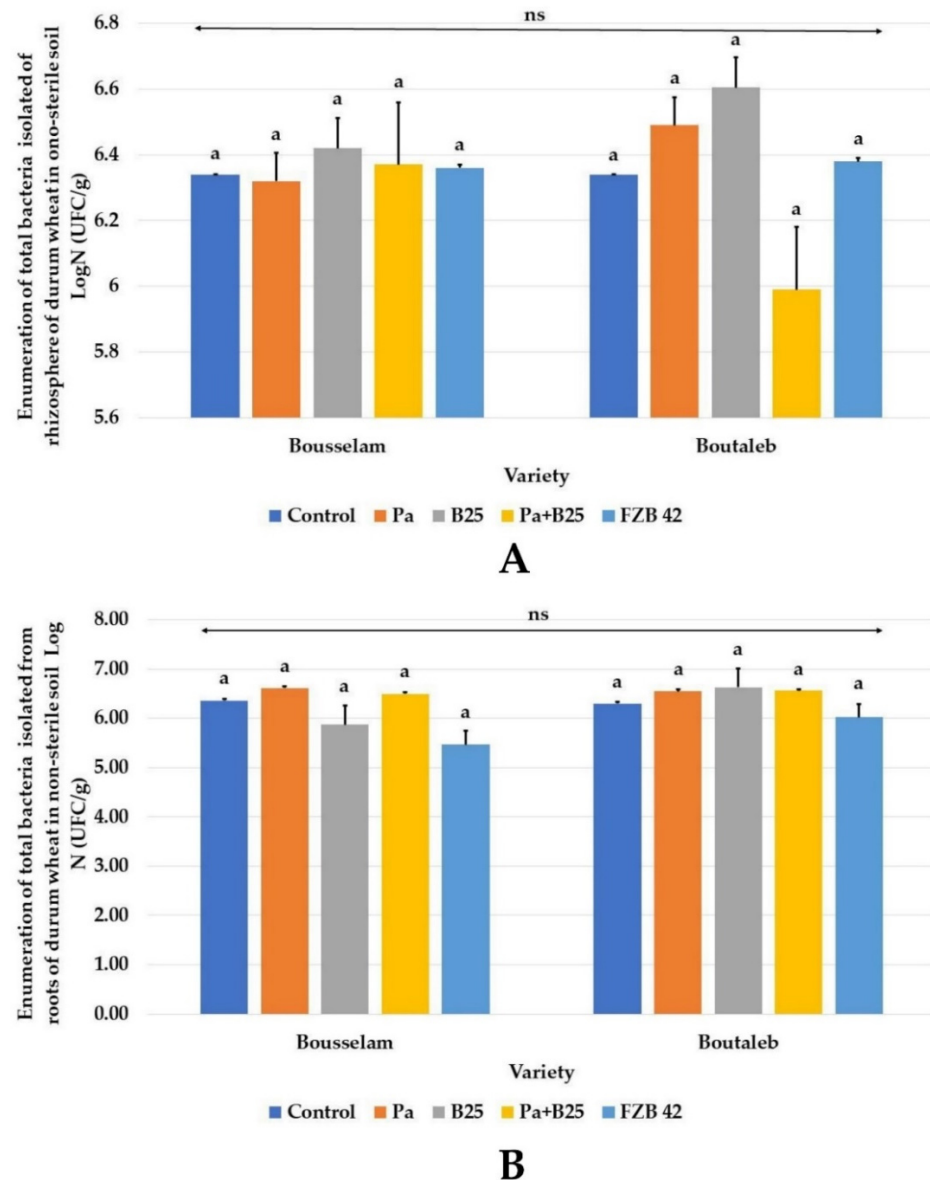 Enumeration of total bacteria isolated of
rhizosphere of durum wheat in ono-sterile soil
LogN (UFC/g)
6.8
6.6
6.4
6.2
6
5.8
5.6
ns
a
a
a
a
a
a
a
a
a
a
Bousselam
Boutaleb
Variety
Control
Pa
B25
Pa+B25
FZB 42
A
Enumeration of total bacteria isolated from
roots of durum wheat in non-sterile soil Log
N (UFC/g)
8.00
7.00
6.00
5.00
4.00
3.00
2.00
1.00
0.00
ns
a
a
a
a
a
a
a
a
a
a
Bousselam
Boutaleb
Variety
Control
Pa
B25
Pa+B25
FZB 42
B